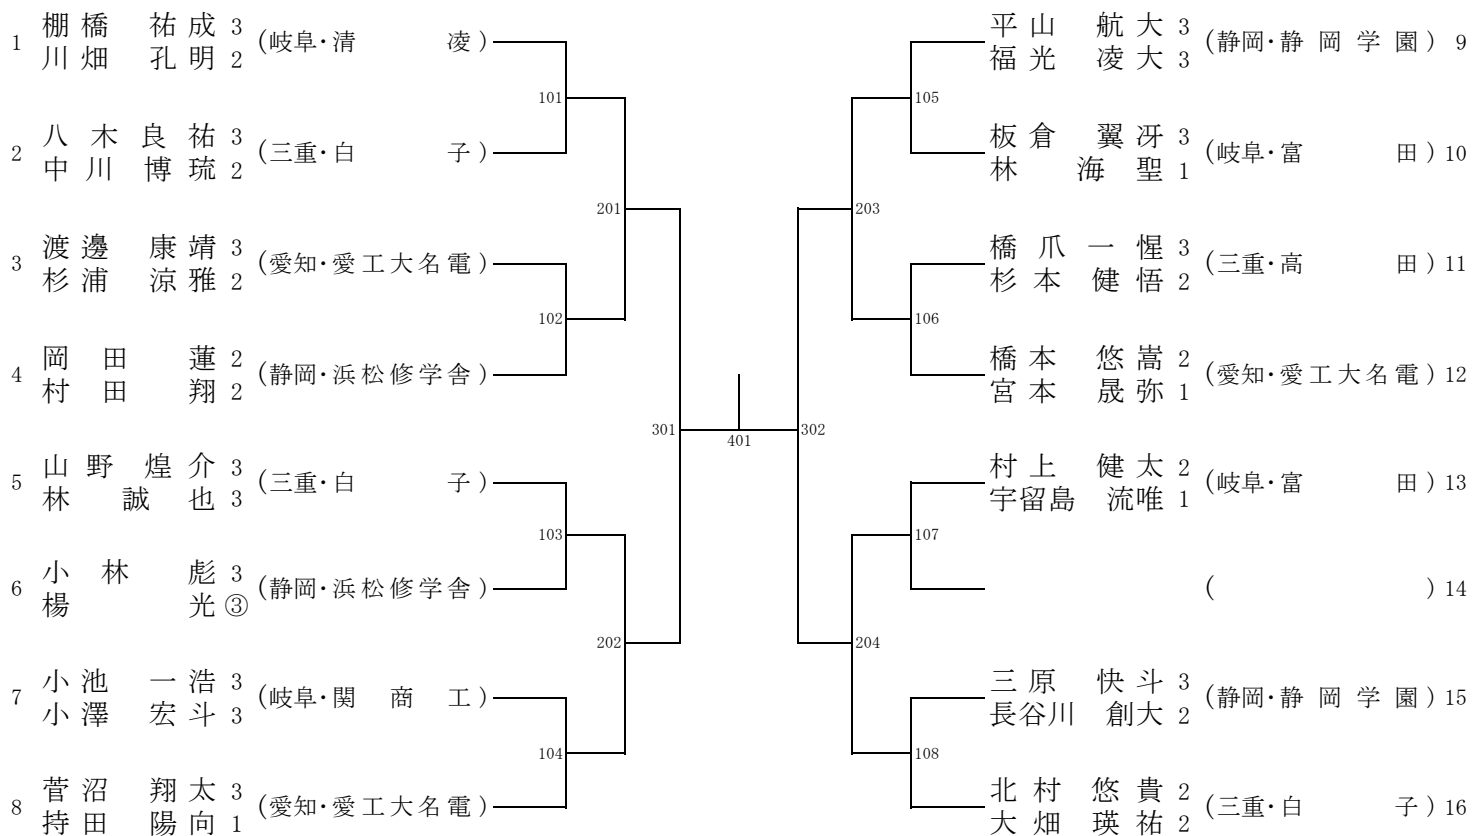 1 棚橋 祐成 3 (岐阜・清 凌)
川畑 孔明 2
101
2 八木良祐 3 (三重・白 子)
中川 博琉 2
201
3 渡邊 康靖 3 (愛知・愛工大名電)
杉浦 涼雅 2
102
4 岡田 蓮 2 (静岡・浜松修学舎)
村田 翔 2
301
5 山野 煌介 3 (三重・白 子)
林 誠也 3
103
6 小林 彪 3 (静岡・浜松修学舎)
楊 光 ③
202
7 小池 一浩 3 (岐阜・関商工)
小澤 宏斗 3
104
8 菅沼 翔太 3 (愛知・愛工大名電)
持田 陽向 1
401
平山 航大 3 (静岡・静岡学園) 9
福光 凌大 3
105
板倉 翼冴 3 (岐阜・富 田) 10
林 海聖 1
203
橋爪一惺 3 (三重・高 田) 11
杉本 健悟 2
106
橋本 悠嵩 2 (愛知・愛工大名電) 12
宮本 晟弥 1
302
村上 健太 2 (岐阜・富 田) 13
宇留島 流唯 1
107
( ) 14
204
三原 快斗 3 (静岡・静岡学園) 15
長谷川 創大 2
108
北村 悠貴 2 (三重・白 子) 16
大畑 瑛祐 2